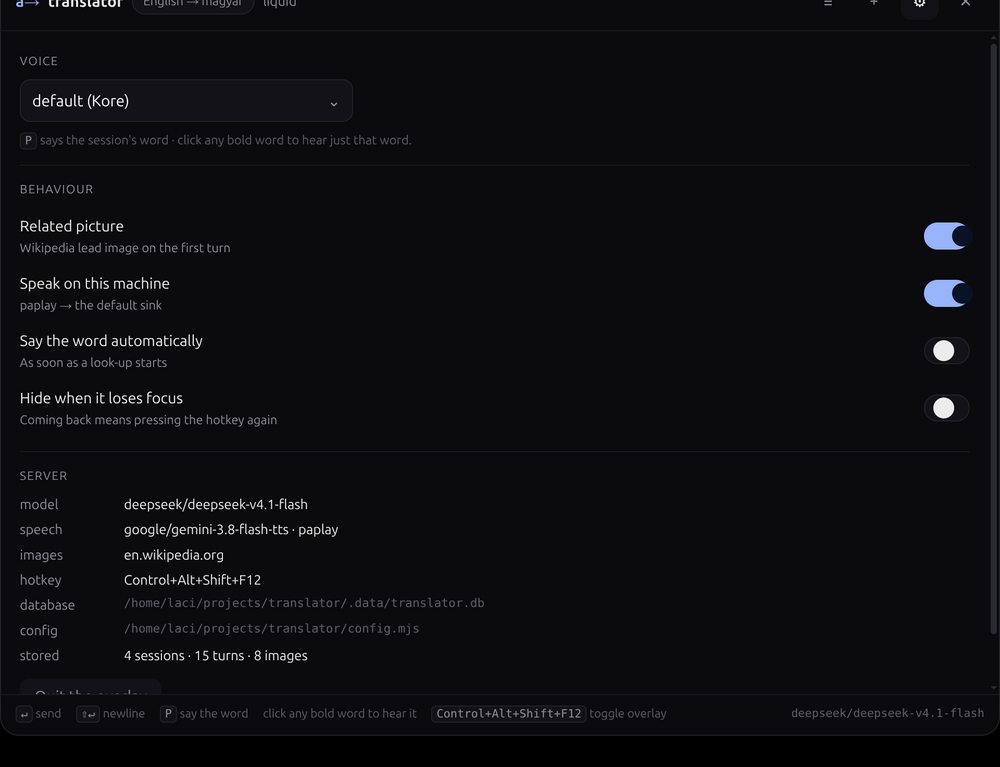 a→ translator English → magyar liquid
VOICE
default (Kore)
P says the session's word · click any bold word to hear just that word.
BEHAVIOUR
Related picture
Wikipedia lead image on the first turn
Speak on this machine
paplay → the default sink
Say the word automatically
As soon as a look-up starts
Hide when it loses focus
Coming back means pressing the hotkey again
SERVER
model deepseek/deepseek-v4.1-flash
speech google/gemini-3.8-flash-tts · paplay
images en.wikipedia.org
hotkey Control+Alt+Shift+F12
database /home/laci/projects/translator/.data/translator.db
config /home/laci/projects/translator/config.mjs
stored 4 sessions · 15 turns · 8 images
Quit the overlay
↵ send ⇧↵ newline P say the word click any bold word to hear it Control+Alt+Shift+F12 toggle overlay deepseek/deepseek-v4.1-flash